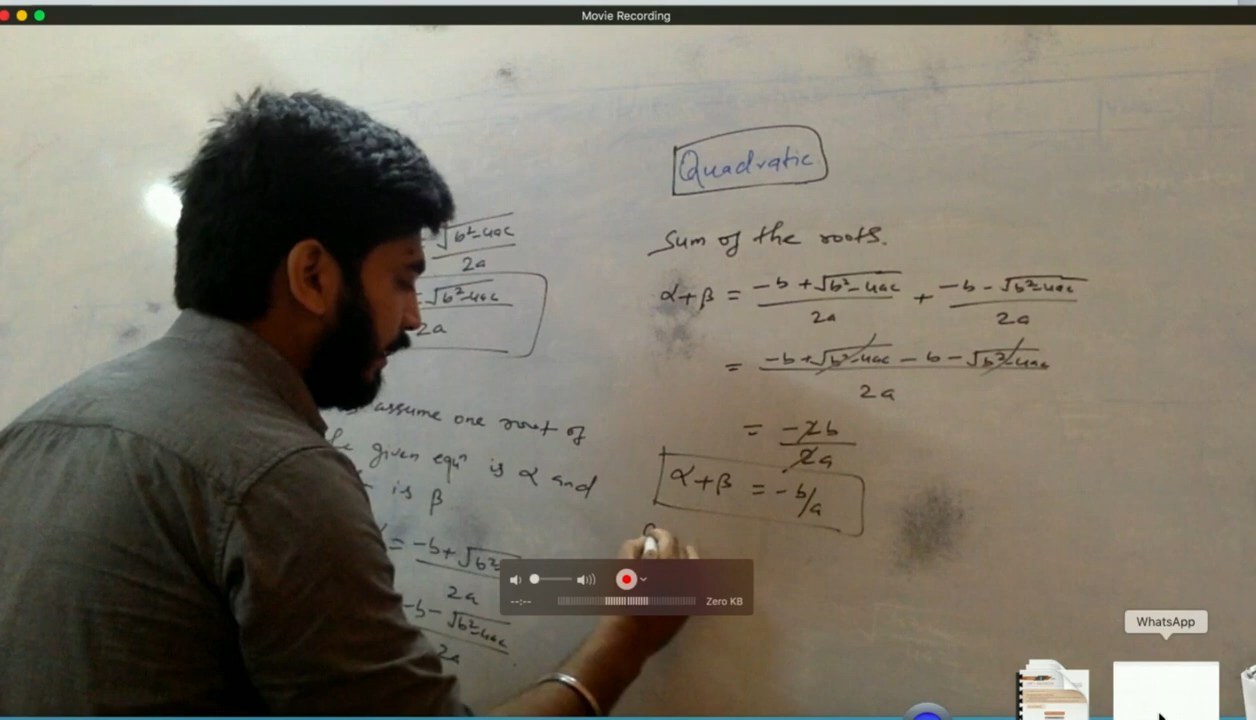 Movie Recording
Quadratic
√b²-4ac
2a
√b²-4ac
2a
assume one root of
given eqⁿ is α and
is β
= -b+√b²
2a
-b-√b²-4ac
2a
Sum of the roots.
α+β = -b+√b²-4ac / 2a + -b-√b²-4ac / 2a
= -b+√b²-4ac - b - √b²-4ac / 2a
= -2b / 2a
α+β = -b/a
--:--
Zero KB
WhatsApp